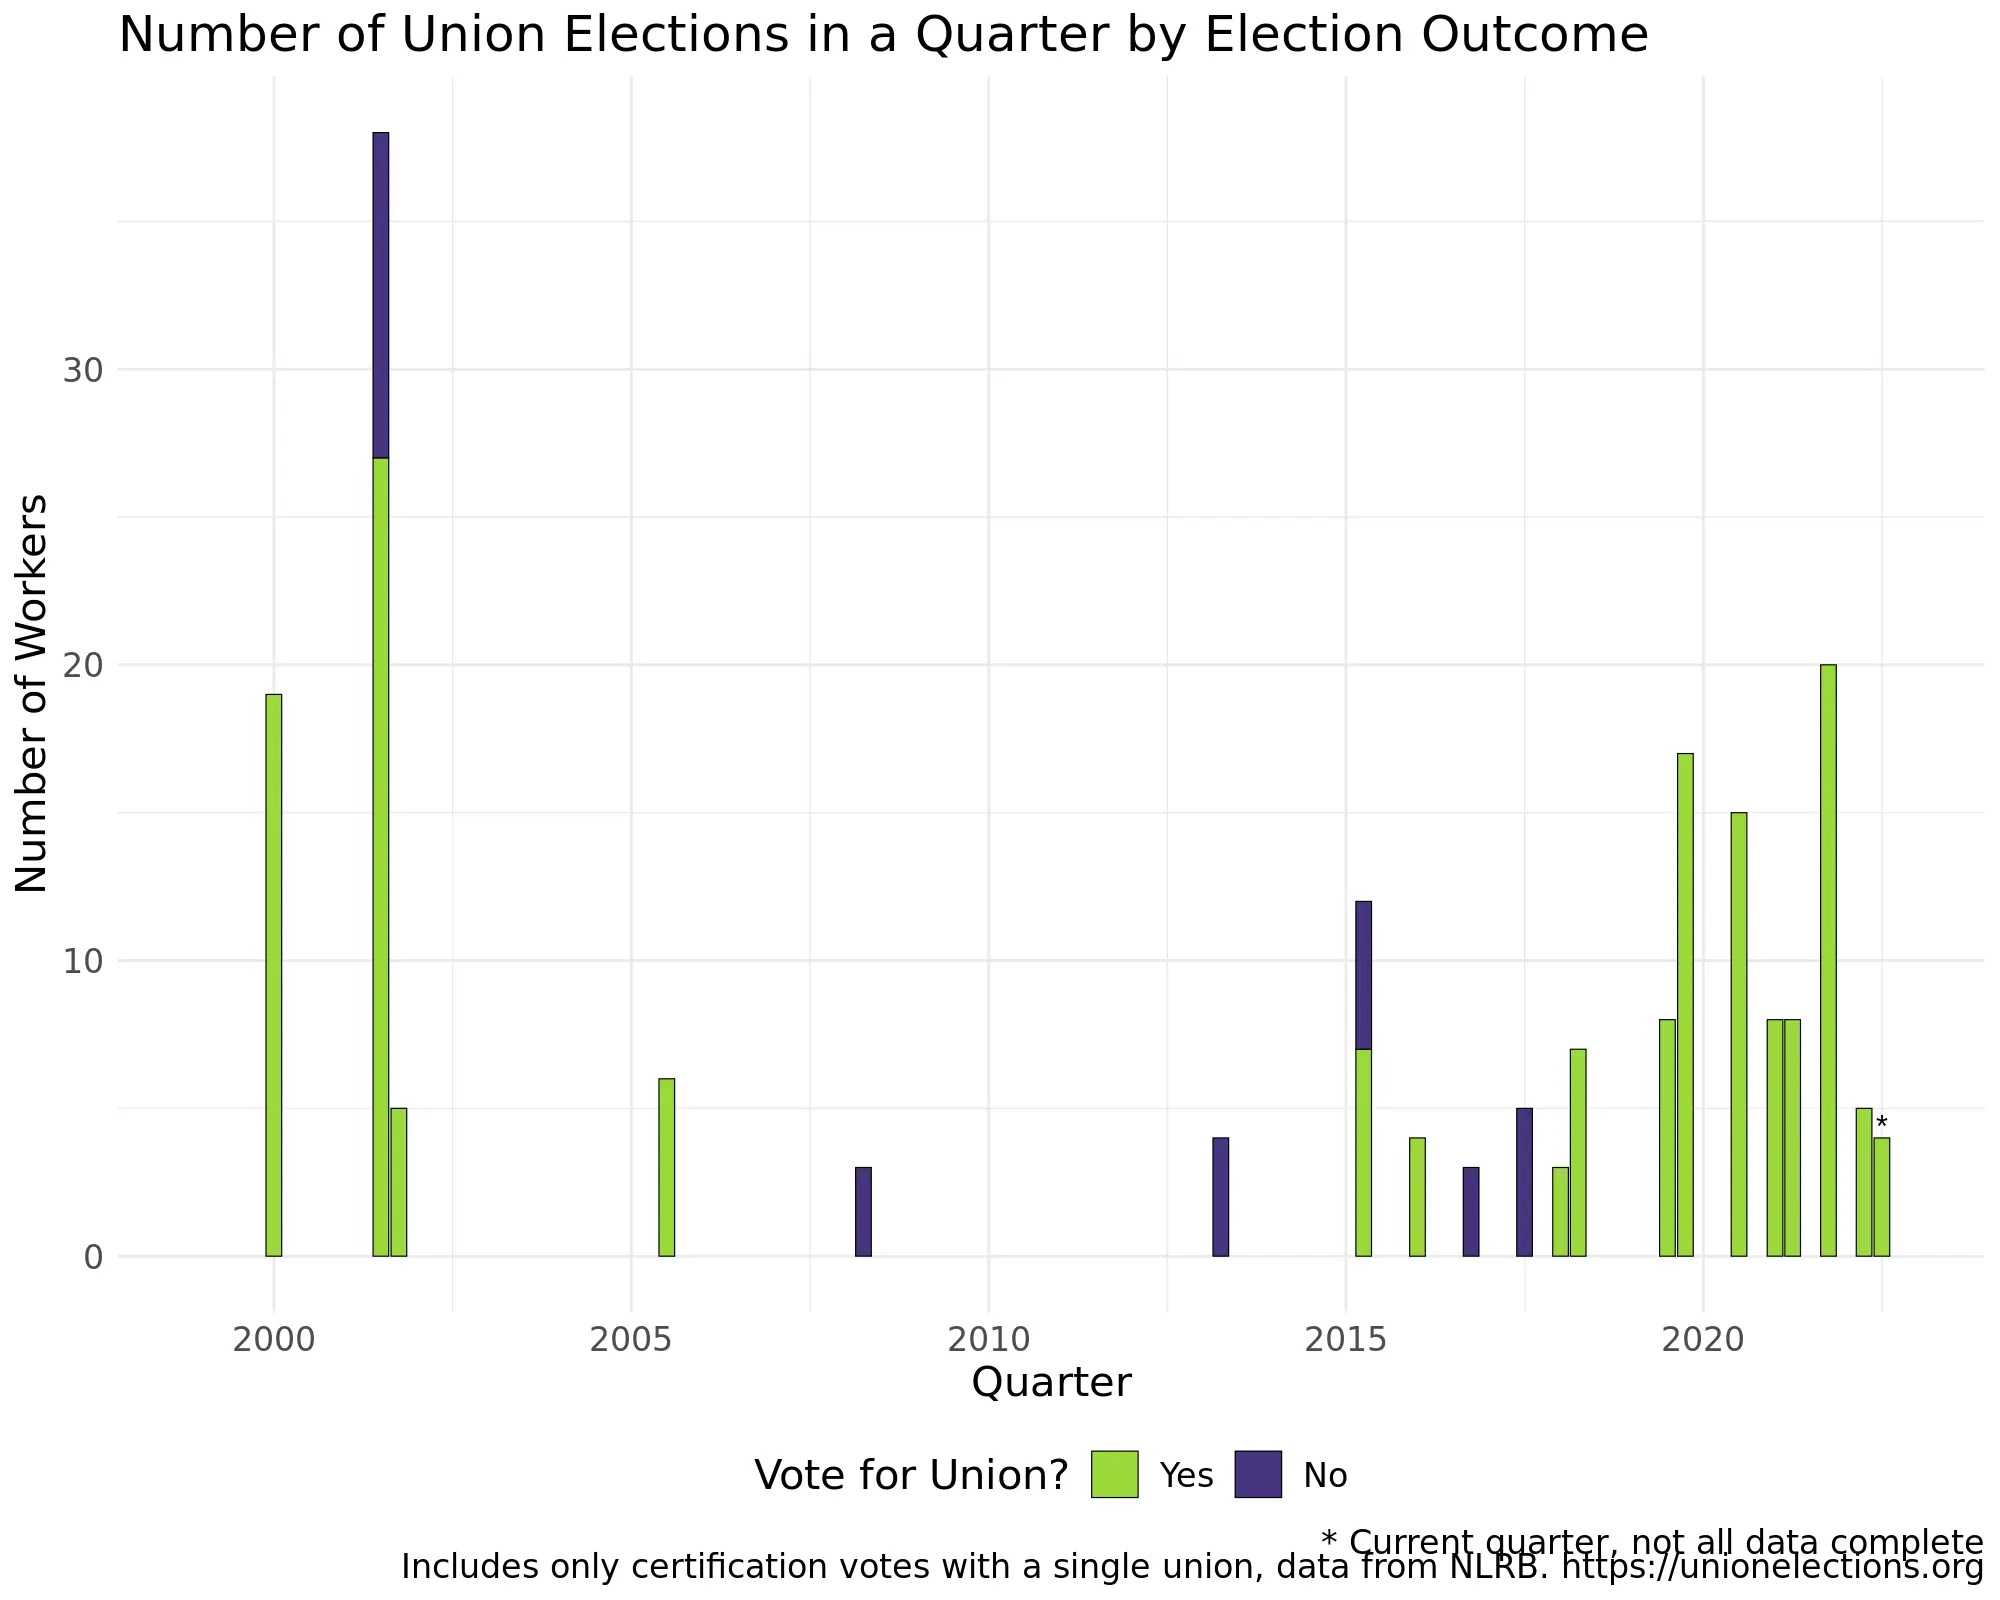 Number of Union Elections in a Quarter by Election Outcome
Number of Workers
30
20
10
0
*
2000 2005 2010 2015 2020
Quarter
Vote for Union? Yes No
* Current quarter, not all data complete
Includes only certification votes with a single union, data from NLRB. https://unionelections.org